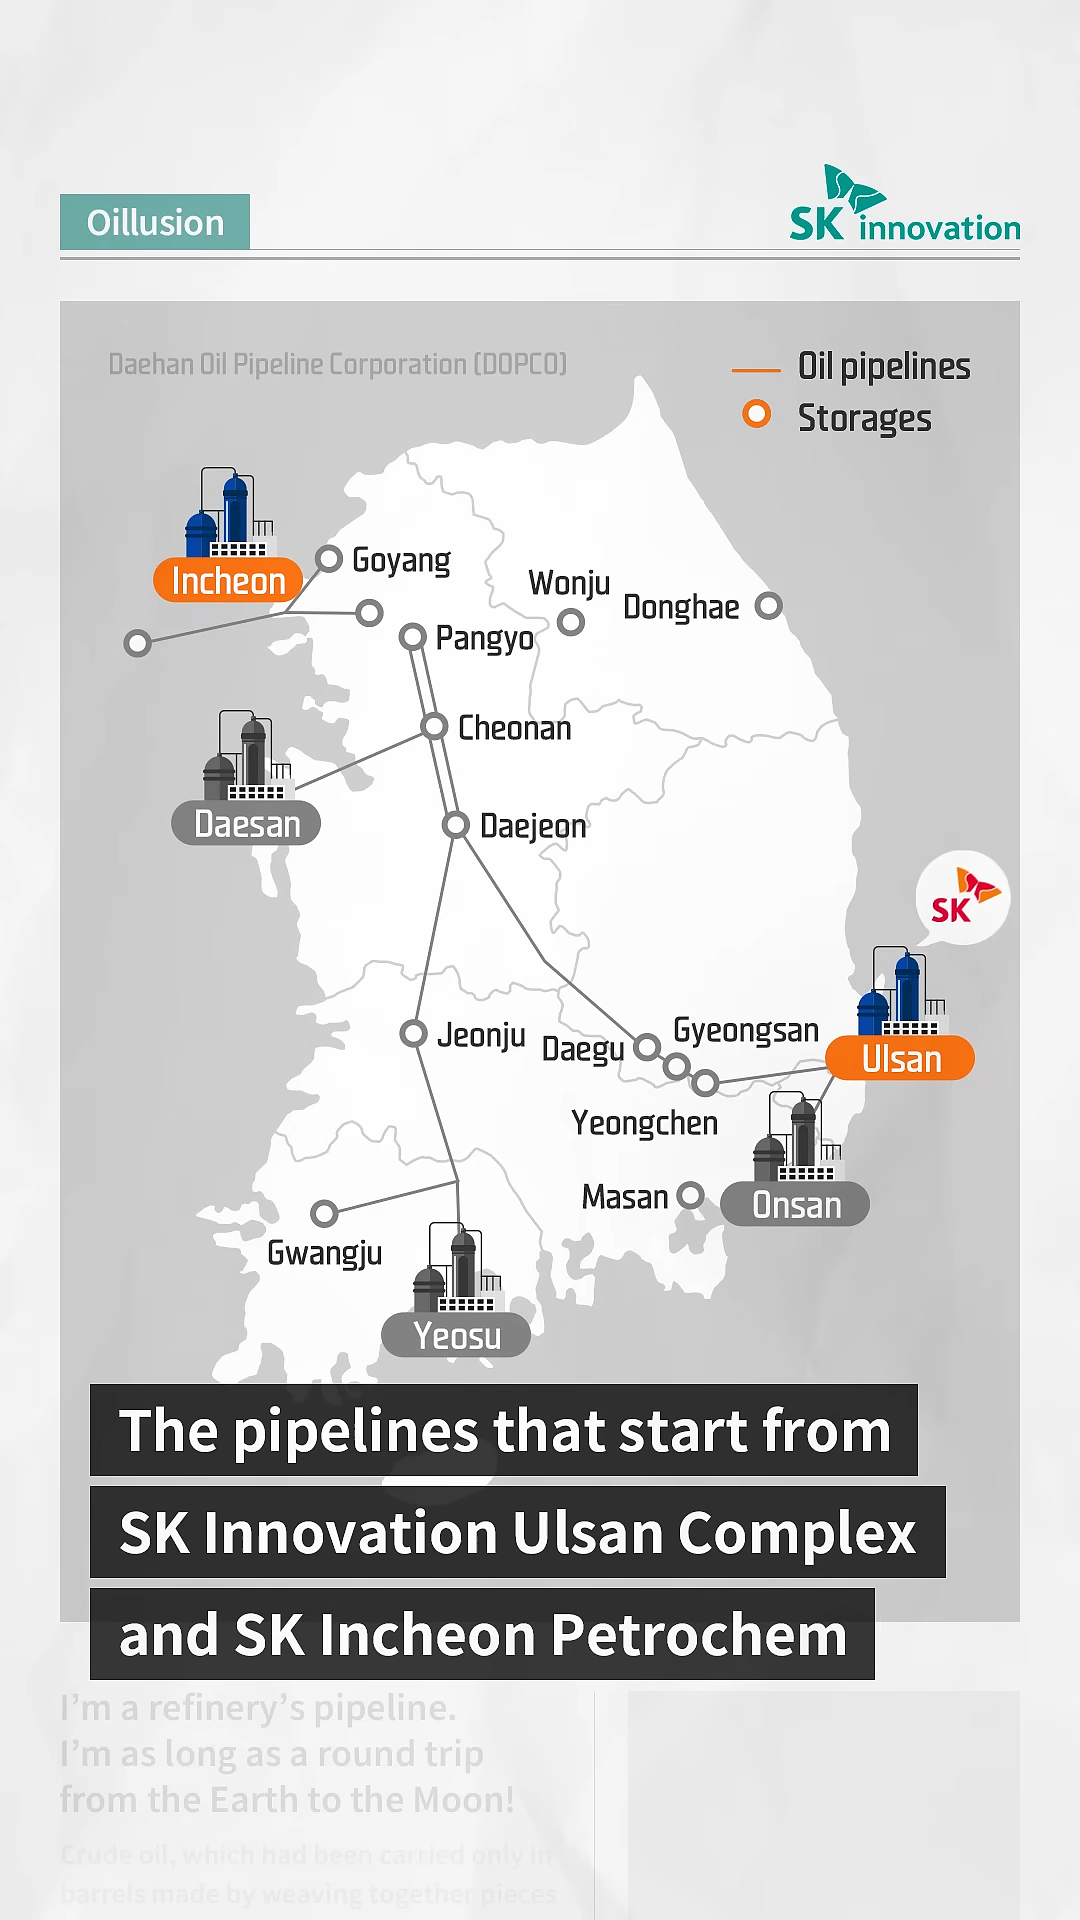 Oillusion
SK innovation
Daehan Oil Pipeline Corporation (DOPCO)
Oil pipelines
Storages
Incheon
Goyang
Wonju
Donghae
Pangyo
Cheonan
Daesan
Daejeon
SK
Jeonju
Daegu
Gyeongsan
Ulsan
Yeongchen
Masan
Onsan
Gwangju
Yeosu
The pipelines that start from
SK Innovation Ulsan Complex
and SK Incheon Petrochem
I'm a refinery's pipeline.
I'm as long as a round trip
from the Earth to the Moon!
Crude oil, which had been carried only in
barrels made by weaving together pieces